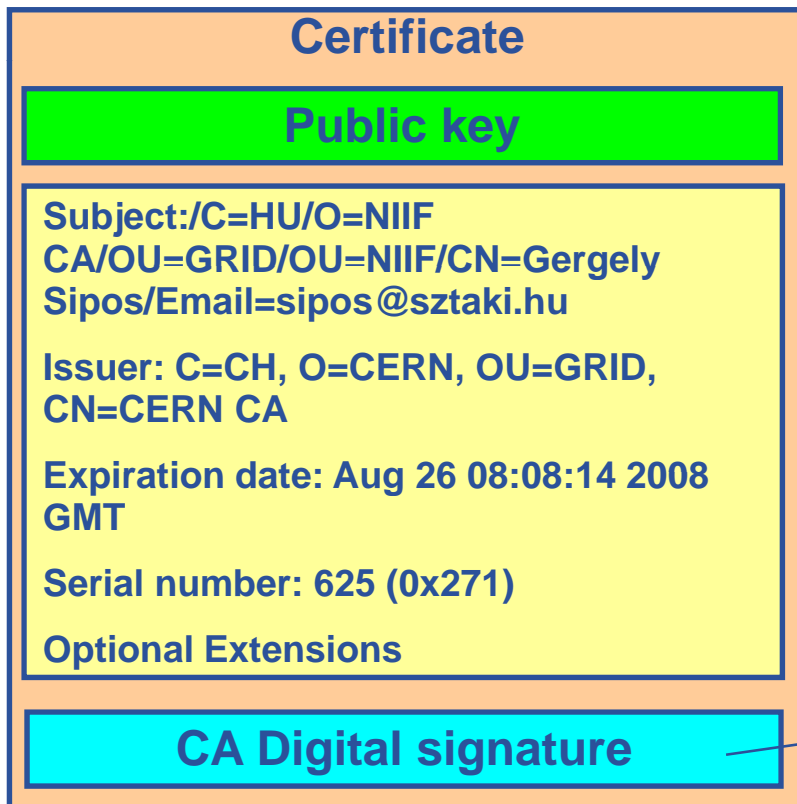 Certificate
Public key
Subject:/C=HU/O=NIIF
CA/OU=GRID/OU=NIIF/CN=Gergely
Sipos/Email=sipos@sztaki.hu
Issuer: C=CH, O=CERN, OU=GRID,
CN=CERN CA
Expiration date: Aug 26 08:08:14 2008
GMT
Serial number: 625 (0x271)
Optional Extensions
CA Digital signature